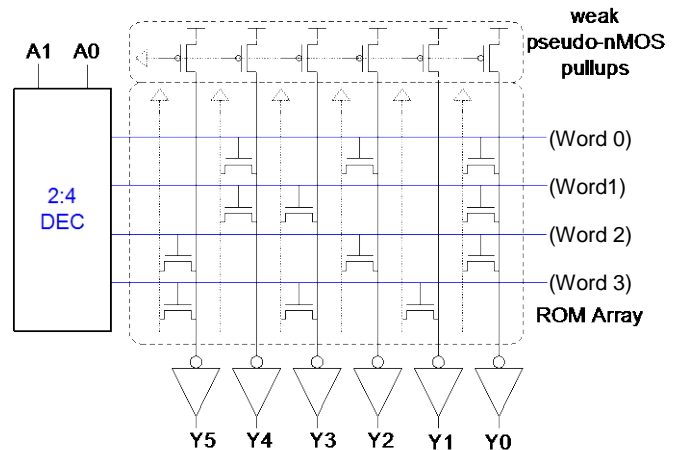 weak
pseudo-nMOS
pullups
A1 A0
(Word 0)
(Word1)
2:4
DEC
(Word 2)
(Word 3)
ROM Array
Y5 Y4 Y3 Y2 Y1 Y0